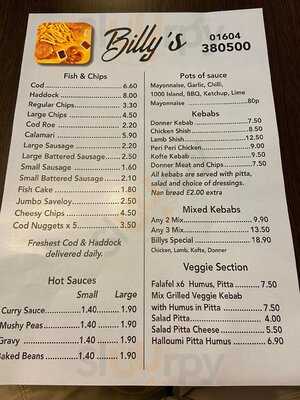 Billy's
01604
380500
Fish & Chips
Cod 6.60
Haddock 8.00
Regular Chips 3.30
Large Chips 4.50
Cod Roe 2.20
Calamari 5.90
Large Sausage 2.20
Large Battered Sausage 2.50
Small Sausage 1.60
Small Battered Sausage 2.10
Fish Cake 1.80
Jumbo Saveloy 2.50
Cheesy Chips 4.50
Cod Nuggets x 5 3.50
Freshest Cod & Haddock
delivered daily.
Hot Sauces
Small Large
Curry Sauce 1.40 1.90
Mushy Peas 1.40 1.90
Gravy 1.40 1.90
Baked Beans 1.40 1.90
Pots of sauce
Mayonnaise, Garlic, Chilli,
1000 Island, BBQ, Ketchup, Lime
Mayonnaise 80p
Kebabs
Donner Kebab 7.50
Chicken Shish 8.50
Lamb Shish 12.50
Peri Peri Chicken 9.00
Kofte Kebab 9.50
Donner Meat and Chips 7.50
All kebabs are served with pitta,
salad and choice of dressings.
Nan bread £2.00 extra
Mixed Kebabs
Any 2 Mix 9.90
Any 3 Mix 13.50
Billys Special 18.90
Chicken, Lamb, Kofte, Donner
Veggie Section
Falafel x6 Humus, Pitta 7.50
Mix Grilled Veggie Kebab
with Humus in Pitta 7.50
Salad Pitta 4.00
Salad Pitta Cheese 5.50
Halloumi Pitta Humus 6.90